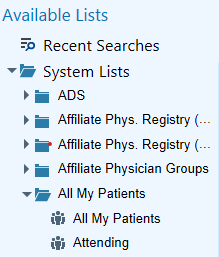 Available Lists
Recent Searches
System Lists
ADS
Affiliate Phys. Registry (...
Affiliate Phys. Registry (...
Affiliate Physician Groups
All My Patients
All My Patients
Attending